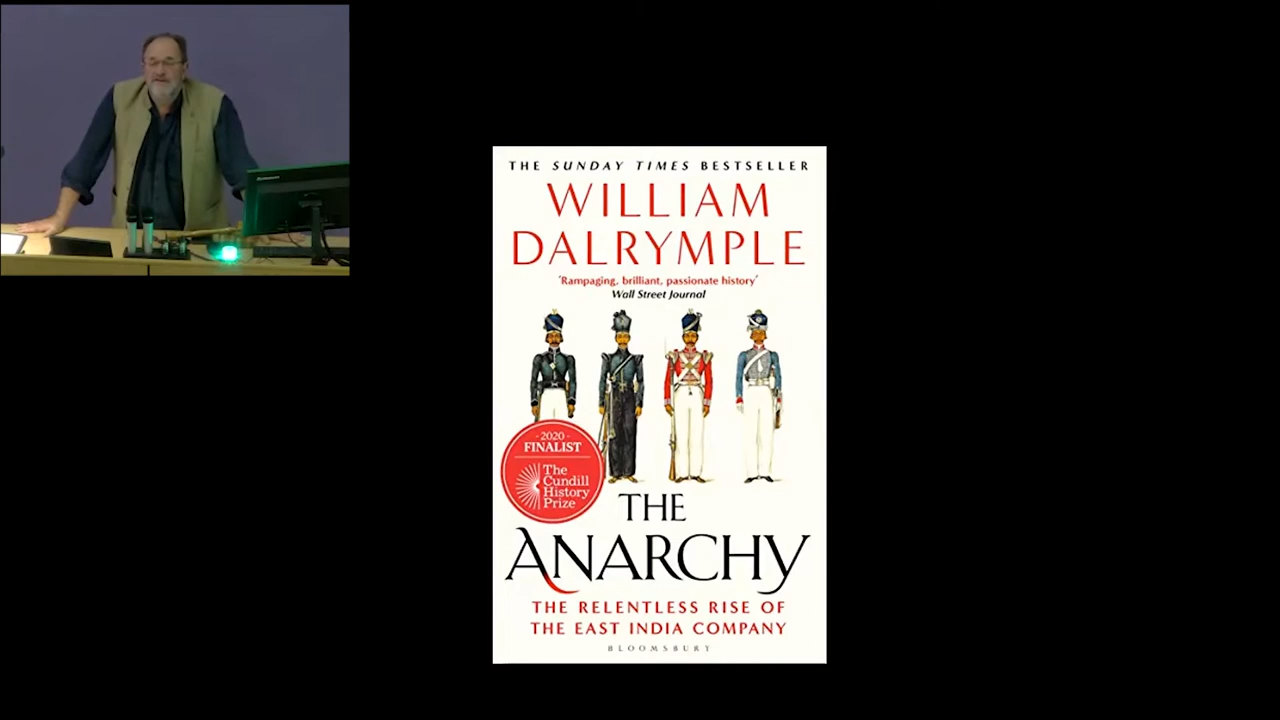 THE SUNDAY TIMES BESTSELLER
WILLIAM
DALRYMPLE
'Rampaging, brilliant, passionate history'
Wall Street Journal
- 2020 -
FINALIST
The
Cundill
History
Prize
THE
ANARCHY
THE RELENTLESS RISE OF
THE EAST INDIA COMPANY
BLOOMSBURY